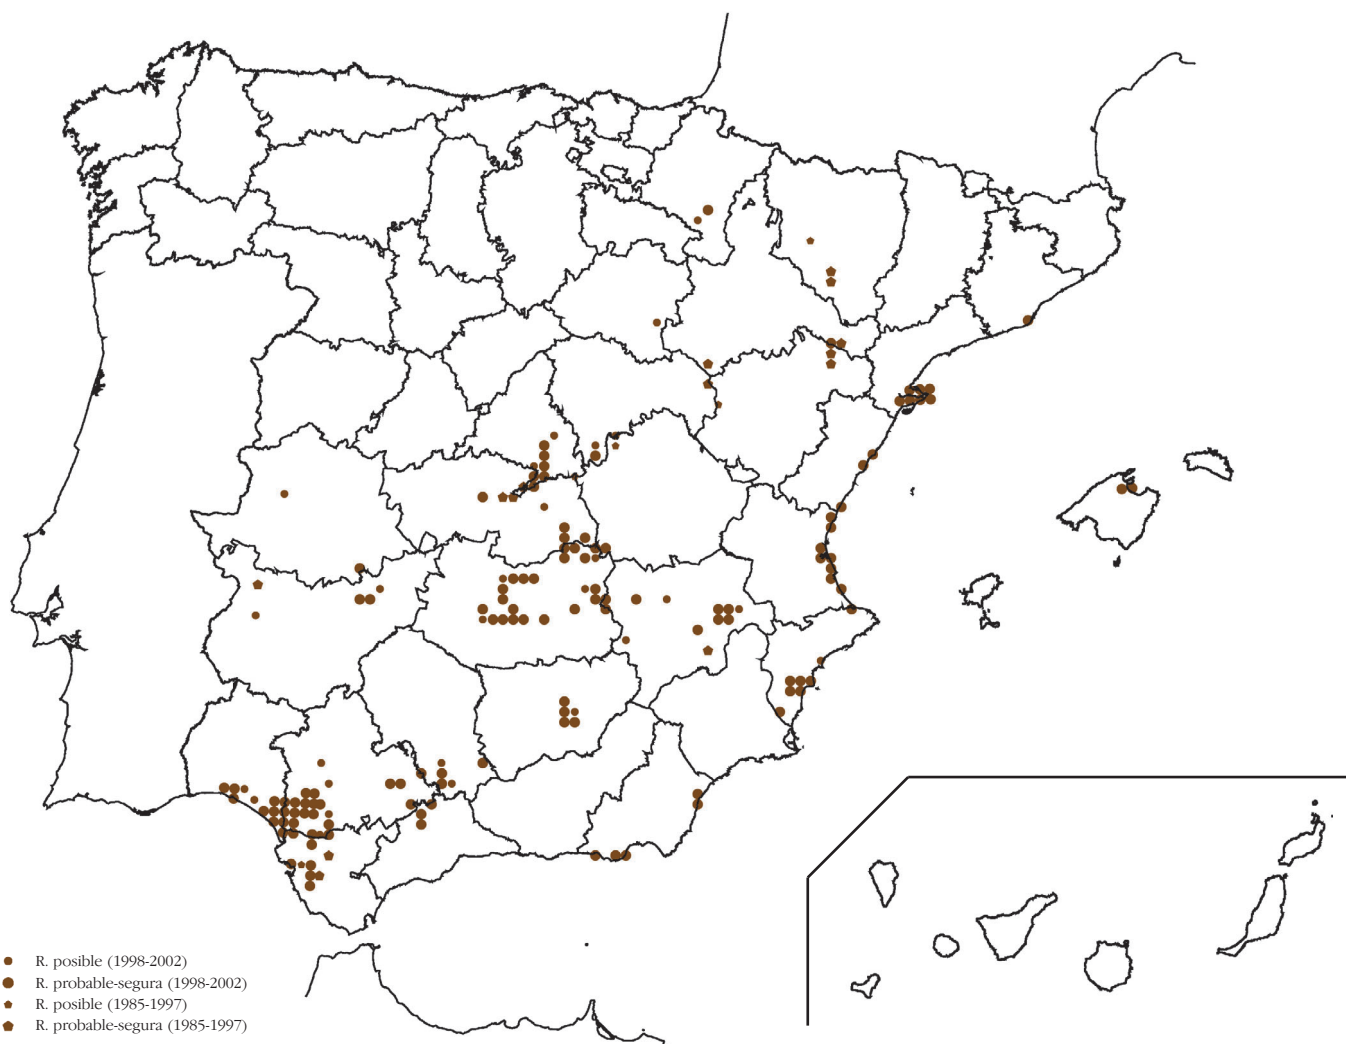 R. posible (1998-2002)
R. probable-segura (1998-2002)
R. posible (1985-1997)
R. probable-segura (1985-1997)